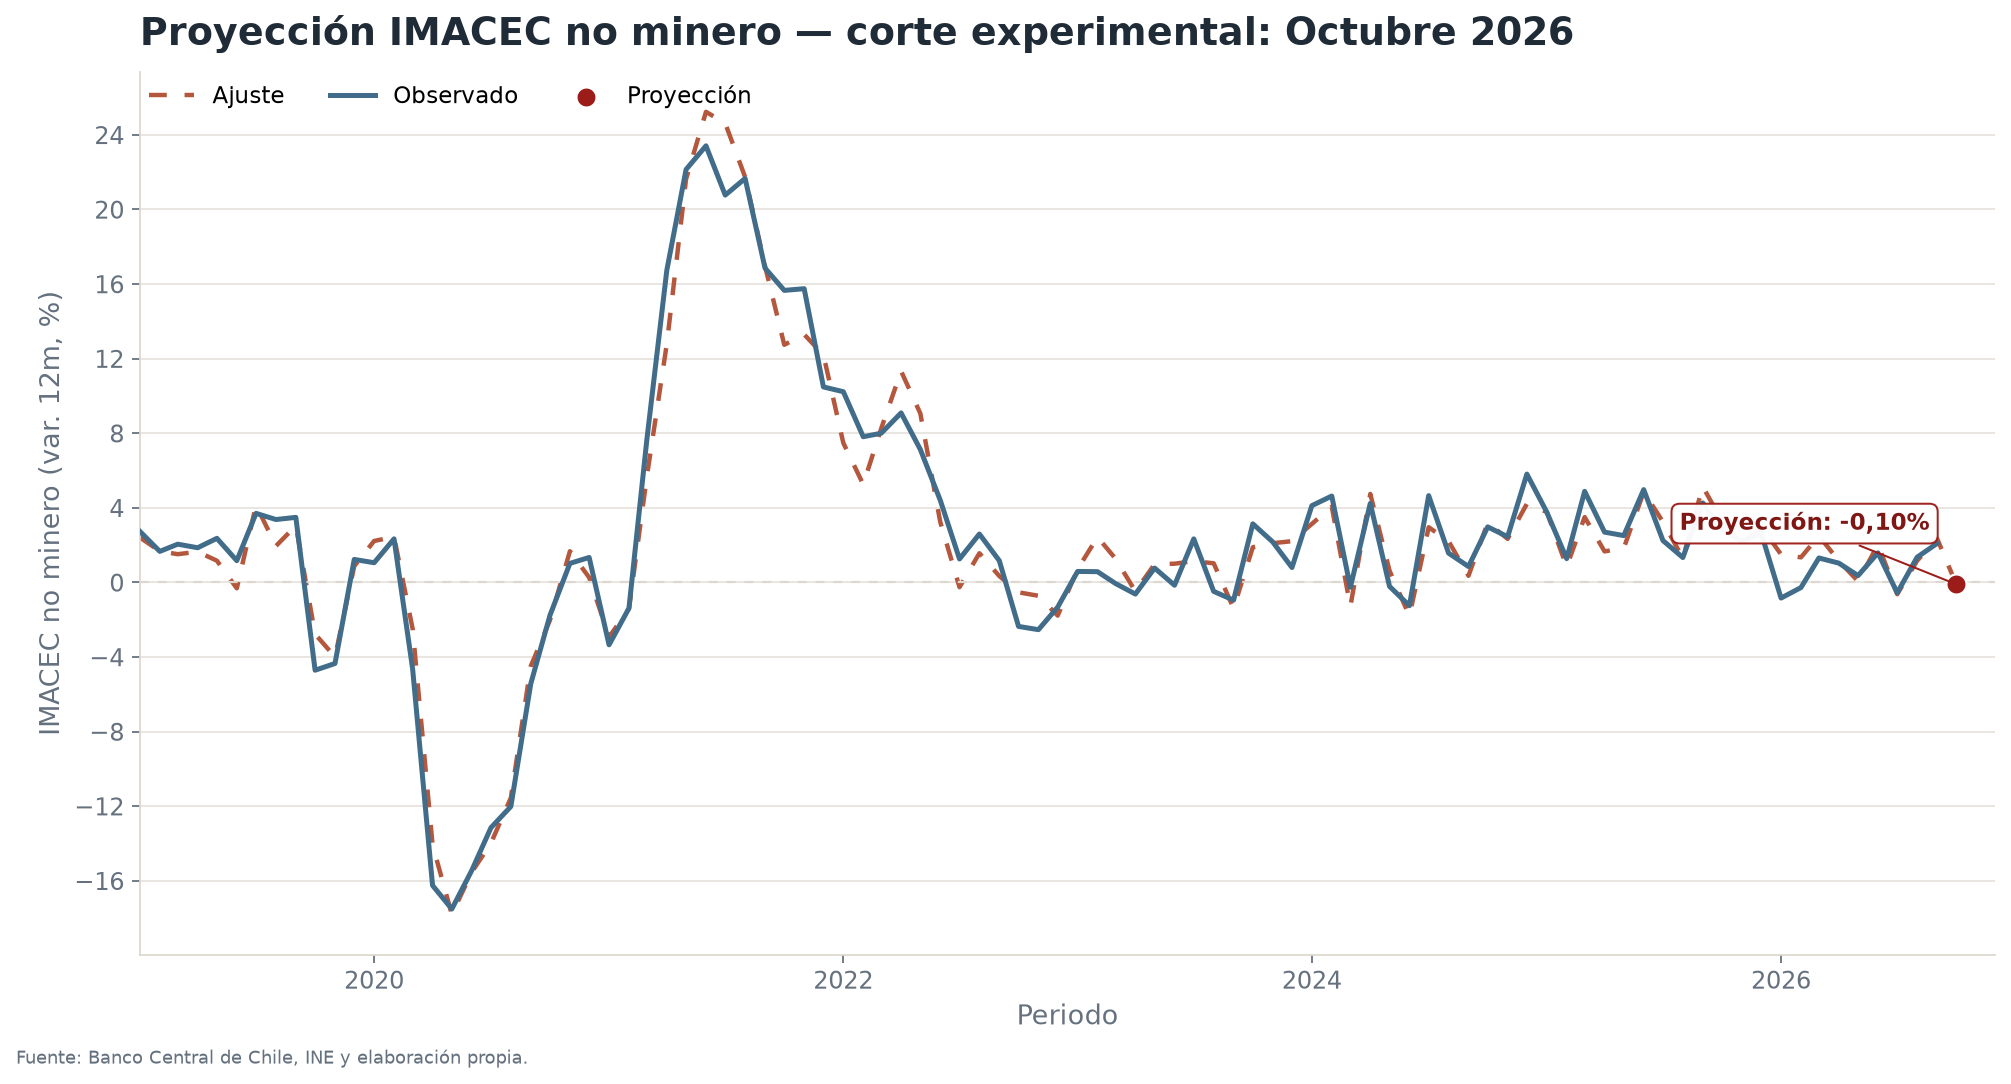 Proyección IMACEC no minero — corte experimental: Octubre 2026
Ajuste
Observado
Proyección
24
20
16
12
8
4
0
−4
−8
−12
−16
IMACEC no minero (var. 12m, %)
Proyección: -0,10%
2020
2022
2024
2026
Periodo
Fuente: Banco Central de Chile, INE y elaboración propia.